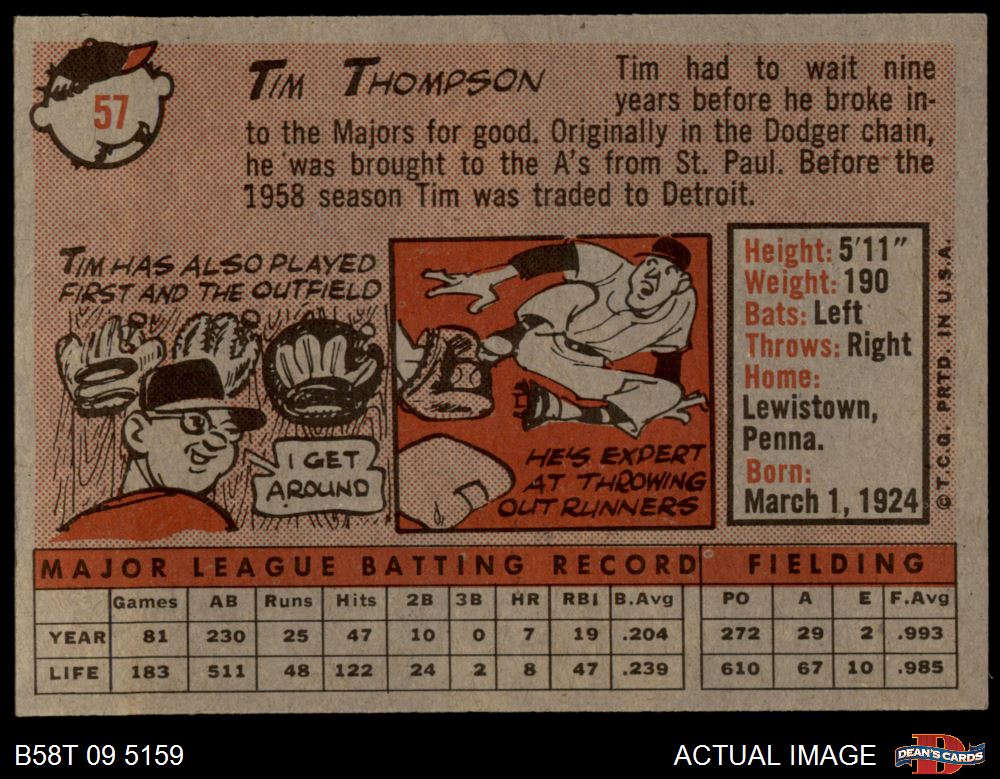 57
TIM THOMPSON
Tim had to wait nine
years before he broke in-
to the Majors for good. Originally in the Dodger chain,
he was brought to the A's from St. Paul. Before the
1958 season Tim was traded to Detroit.
TIM HAS ALSO PLAYED
FIRST AND THE OUTFIELD
I GET
AROUND
HE'S EXPERT
AT THROWING
OUT RUNNERS
Height: 5'11"
Weight: 190
Bats: Left
Throws: Right
Home:
Lewistown,
Penna.
Born:
March 1, 1924
© T.C.G. PRTD IN U.S.A.
MAJOR LEAGUE BATTING RECORD FIELDING
Games AB Runs Hits 2B 3B HR RBI B.Avg PO A E F.Avg
YEAR 81 230 25 47 10 0 7 19 .204 272 29 2 .993
LIFE 183 511 48 122 24 2 8 47 .239 610 67 10 .985
B58T 09 5159 ACTUAL IMAGE DEAN'S CARDS